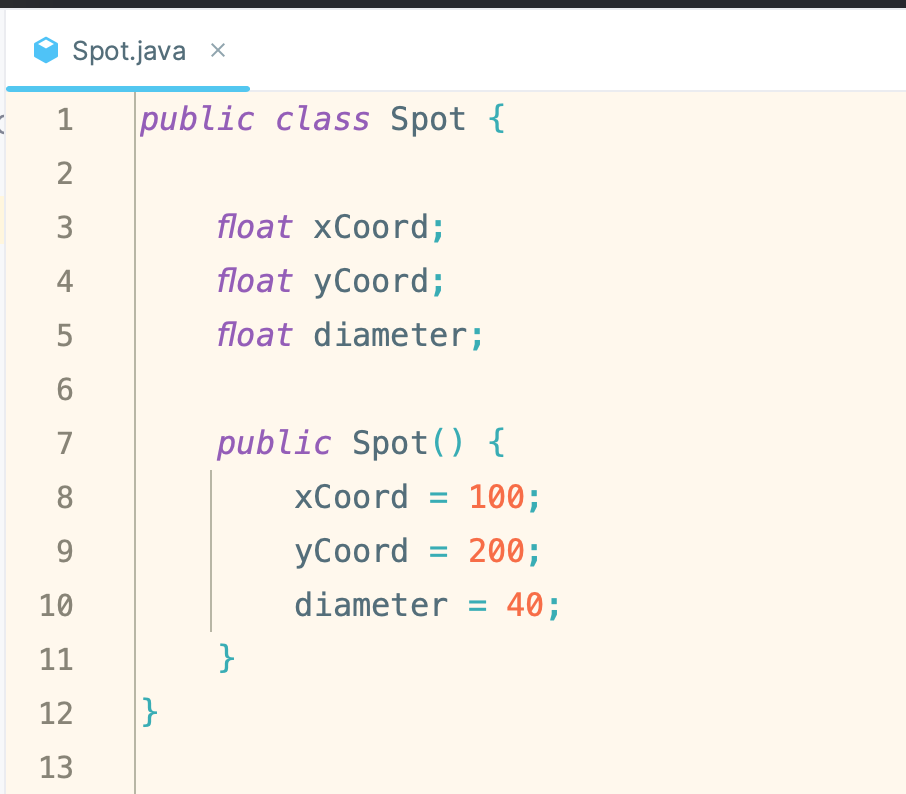 Spot.java ×
1 public class Spot {
2
3 float xCoord;
4 float yCoord;
5 float diameter;
6
7 public Spot() {
8 xCoord = 100;
9 yCoord = 200;
10 diameter = 40;
11 }
12 }
13